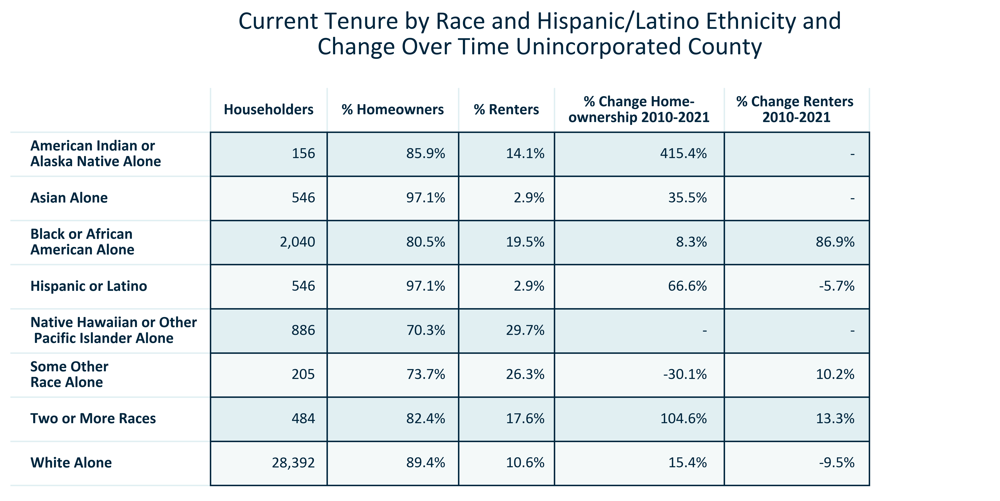 Current Tenure by Race and Hispanic/Latino Ethnicity and
Change Over Time Unincorporated County
Householders
% Homeowners
% Renters
% Change Home-
ownership 2010-2021
% Change Renters
2010-2021
American Indian or
Alaska Native Alone
156
85.9%
14.1%
415.4%
-
Asian Alone
546
97.1%
2.9%
35.5%
-
Black or African
American Alone
2,040
80.5%
19.5%
8.3%
86.9%
Hispanic or Latino
546
97.1%
2.9%
66.6%
-5.7%
Native Hawaiian or Other
Pacific Islander Alone
886
70.3%
29.7%
-
-
Some Other
Race Alone
205
73.7%
26.3%
-30.1%
10.2%
Two or More Races
484
82.4%
17.6%
104.6%
13.3%
White Alone
28,392
89.4%
10.6%
15.4%
-9.5%